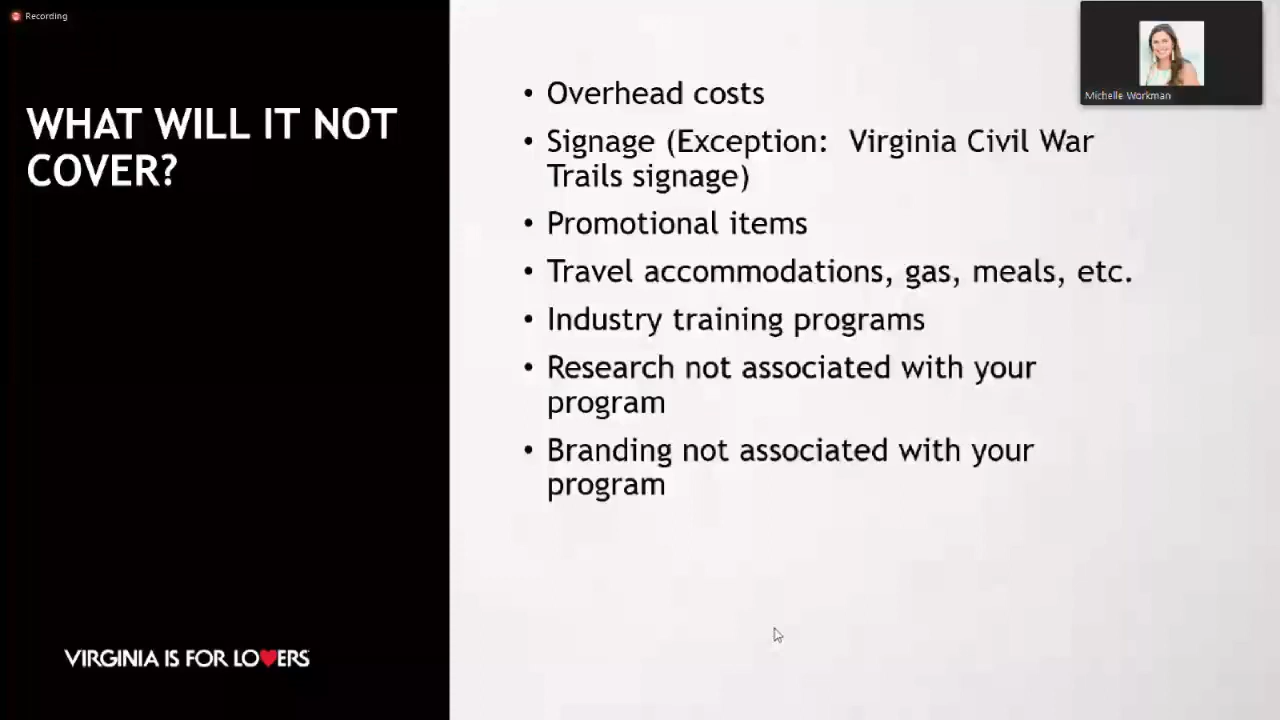 Recording
WHAT WILL IT NOT
COVER?
• Overhead costs
• Signage (Exception: Virginia Civil War
Trails signage)
• Promotional items
• Travel accommodations, gas, meals, etc.
• Industry training programs
• Research not associated with your
program
• Branding not associated with your
program
Michelle Workman
VIRGINIA IS FOR LO♥ERS